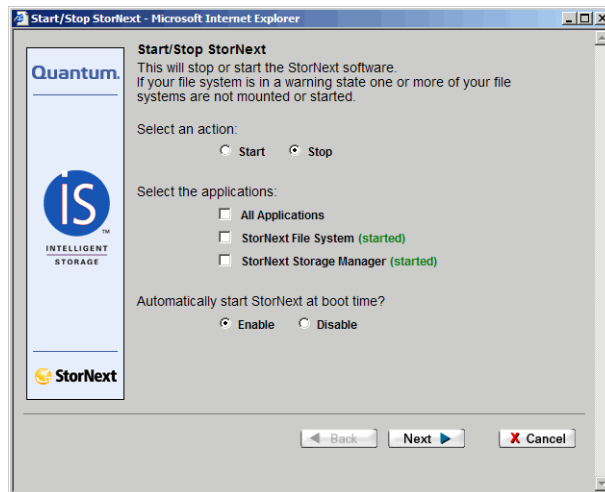 Start/Stop StorNext - Microsoft Internet Explorer
Quantum.
iS
TM
INTELLIGENT
STORAGE
StorNext
Start/Stop StorNext
This will stop or start the StorNext software.
If your file system is in a warning state one or more of your file
systems are not mounted or started.
Select an action:
Start Stop
Select the applications:
All Applications
StorNext File System (started)
StorNext Storage Manager (started)
Automatically start StorNext at boot time?
Enable Disable
Back Next X Cancel